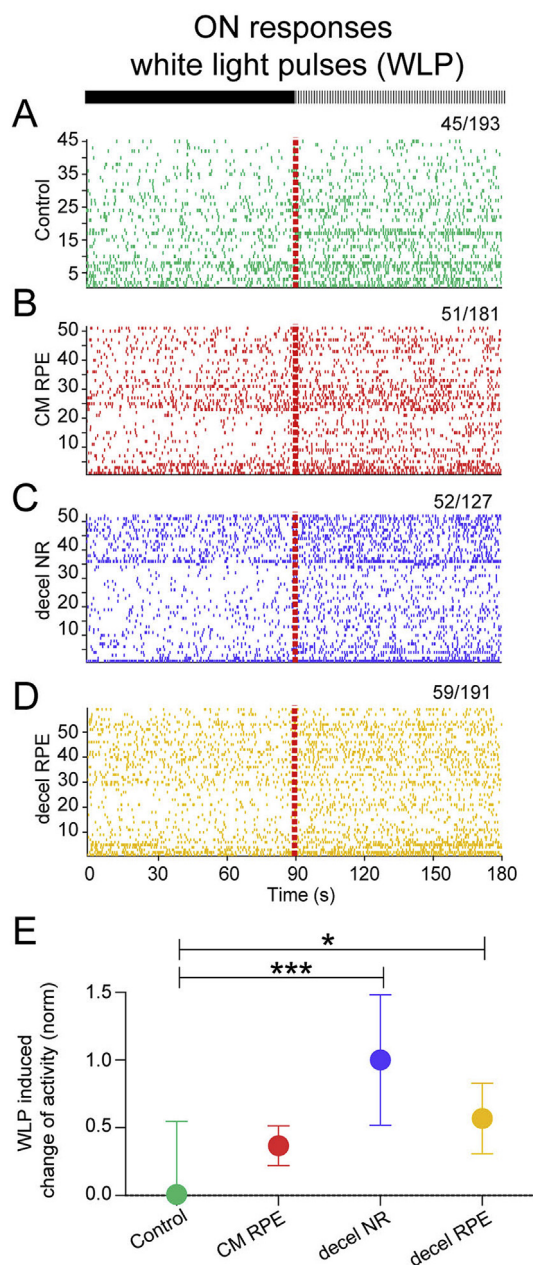 ON responses
white light pulses (WLP)
A
45/193
45
35
25
15
5
Control
B
51/181
50
40
30
20
10
CM RPE
C
52/127
50
40
30
20
10
decel NR
D
59/191
50
40
30
20
10
decel RPE
0 30 60 90 120 150 180
Time (s)
E
*
***
1.5
1.0
0.5
0.0
WLP induced
change of activity (norm)
Control CM RPE decel NR decel RPE